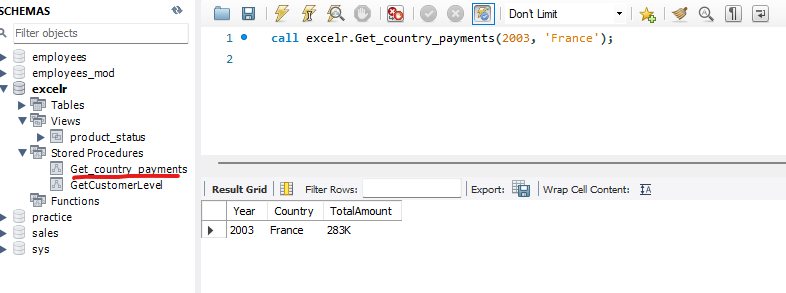 SCHEMAS
Filter objects
employees
employees_mod
excelr
Tables
Views
product_status
Stored Procedures
Get_country_payments
GetCustomerLevel
Functions
practice
sales
sys
Don't Limit
1 call excelr.Get_country_payments(2003, 'France');
2
Result Grid Filter Rows: Export: Wrap Cell Content: IA
Year Country TotalAmount
2003 France 283K